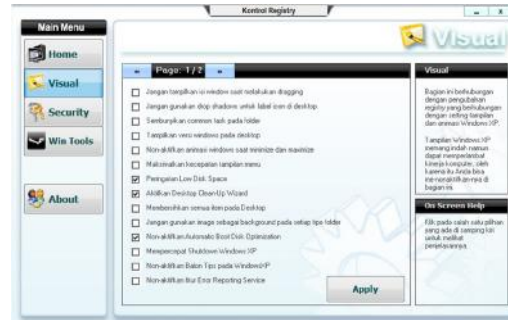 Kontrol Registry
Main Menu
Home
Visual
Security
Win Tools
About
Visual
Page: 1 / 2
Jangan tampilkan isi window saat melakukan dragging
Jangan gunakan drop shadows untuk label icon di desktop
Sembunyikan common task pada folder
Tampilkan versi windows pada desktop
Non-aktifkan animasi windows saat minimize dan maximize
Maksimalkan kecepatan tampilan menu
Peringatan Low Disk Space
Aktifkan Desktop Clean-Up Wizard
Membersihkan semua item pada Desktop
Jangan gunakan image sebagai background pada setiap tipe folder
Non-aktifkan Automatic Boot Disk Optimization
Mempercepat Shutdown Windows XP
Non-aktifkan Balon Tips pada WindowsXP
Non-aktifkan fitur Error Reporting Service
Apply
Visual
Bagian ini berhubungan
dengan pengubahan
registry yang berhubungan
dengan setting tampilan
dan animasi Windows XP.
Tampilan Windows XP
memang indah namun
dapat memperlambat
kinerja komputer, oleh
karena itu Anda bisa
menonaktifkan-nya di
bagian ini.
On Screen Help
Klik pada salah satu pilihan
yang ada di samping kiri
untuk melihat
penjelasannya.